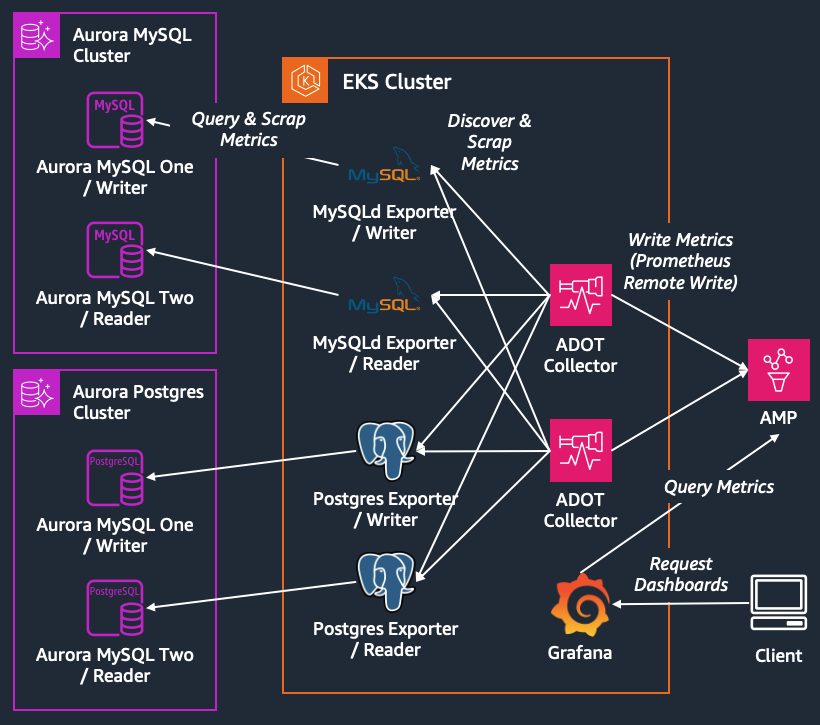 Aurora MySQL
Cluster
MySQL
Aurora MySQL One
/ Writer
MySQL
Aurora MySQL Two
/ Reader
Aurora Postgres
Cluster
PostgreSQL
Aurora MySQL One
/ Writer
PostgreSQL
Aurora MySQL Two
/ Reader
Query & Scrap
Metrics
EKS Cluster
Discover &
Scrap
Metrics
MySQL
MySQLd Exporter
/ Writer
MySQL
MySQLd Exporter
/ Reader
Postgres Exporter
/ Writer
Postgres Exporter
/ Reader
ADOT
Collector
ADOT
Collector
Grafana
Write Metrics
(Prometheus
Remote Write)
AMP
Query Metrics
Request
Dashboards
Client